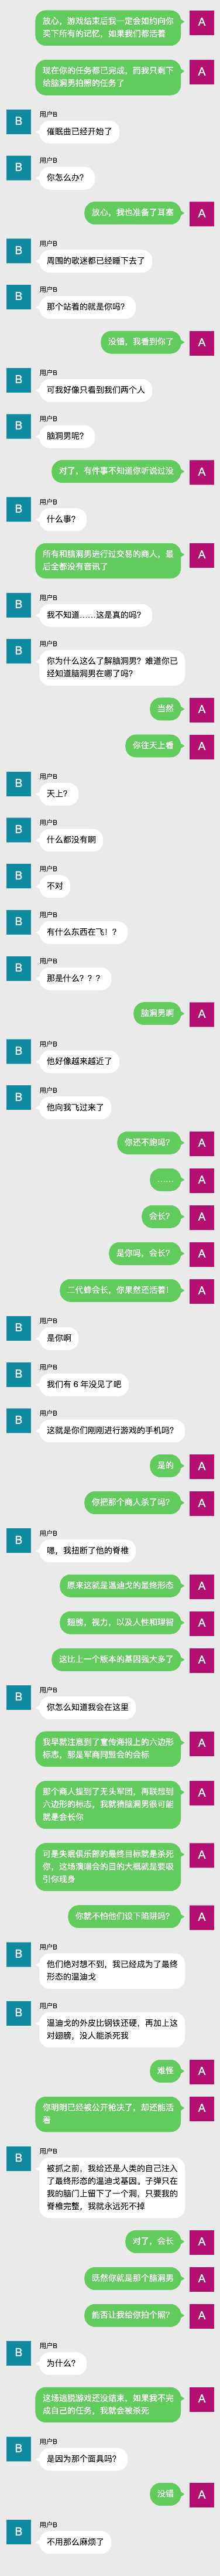 放心，游戏结束后我一定会如约向你
买下所有的记忆，如果我们都活着
A
现在你的任务都已完成，而我只剩下
给脑洞男拍照的任务了
A
用户B
B
催眠曲已经开始了
用户B
B
你怎么办？
放心，我也准备了耳塞
A
用户B
B
周围的歌迷都已经睡下去了
用户B
B
那个站着的就是你吗？
没错，我看到你了
A
用户B
B
可我好像只看到我们两个人
用户B
B
脑洞男呢？
对了，有件事不知道你听说过没
A
用户B
B
什么事？
所有和脑洞男进行过交易的商人，最
后全都没有音讯了
A
用户B
B
我不知道……这是真的吗？
用户B
B
你为什么这么了解脑洞男？难道你已
经知道脑洞男在哪了吗？
当然
A
你往天上看
A
用户B
B
天上？
用户B
B
什么都没有啊
用户B
B
不对
用户B
B
有什么东西在飞！？
用户B
B
那是什么？？？
脑洞男啊
A
用户B
B
他好像越来越近了
用户B
B
他向我飞过来了
你还不跑吗？
A
……
A
会长？
A
是你吗，会长？
A
二代蜂会长，你果然还活着！
A
用户B
B
是你啊
用户B
B
我们有 6 年没见了吧
用户B
B
这就是你们刚刚进行游戏的手机吗？
是的
A
你把那个商人杀了吗？
A
用户B
B
嗯，我扭断了他的脊椎
原来这就是温迪戈的最终形态
A
翅膀，视力，以及人性和理智
A
这比上一个版本的基因强大多了
A
用户B
B
你怎么知道我会在这里
我早就注意到了宣传海报上的六边形
标志，那是军商同盟会的会标
A
那个商人提到了无头军团，再联想到
六边形的标志，我就猜脑洞男很可能
就是会长你
A
可是失眠俱乐部的最终目标就是杀死
你，这场演唱会的目的大概就是要吸
引你现身
A
你就不怕他们设下陷阱吗？
A
用户B
B
他们绝对想不到，我已经成为了最终
形态的温迪戈
用户B
B
温迪戈的外皮比钢铁还硬，再加上这
对翅膀，没人能杀死我
难怪
A
你明明已经被公开枪决了，却还能活
着
A
用户B
B
被抓之前，我给还是人类的自己注入
了最终形态的温迪戈基因。子弹只在
我的脑门上留下了一个洞，只要我的
脊椎完整，我就永远死不掉
对了，会长
A
既然你就是那个脑洞男
A
能否让我给你拍个照？
A
用户B
B
为什么？
这场逃脱游戏还没结束，如果我不完
成自己的任务，我就会被杀死
A
用户B
B
是因为那个面具吗？
没错
A
用户B
B
不用那么麻烦了